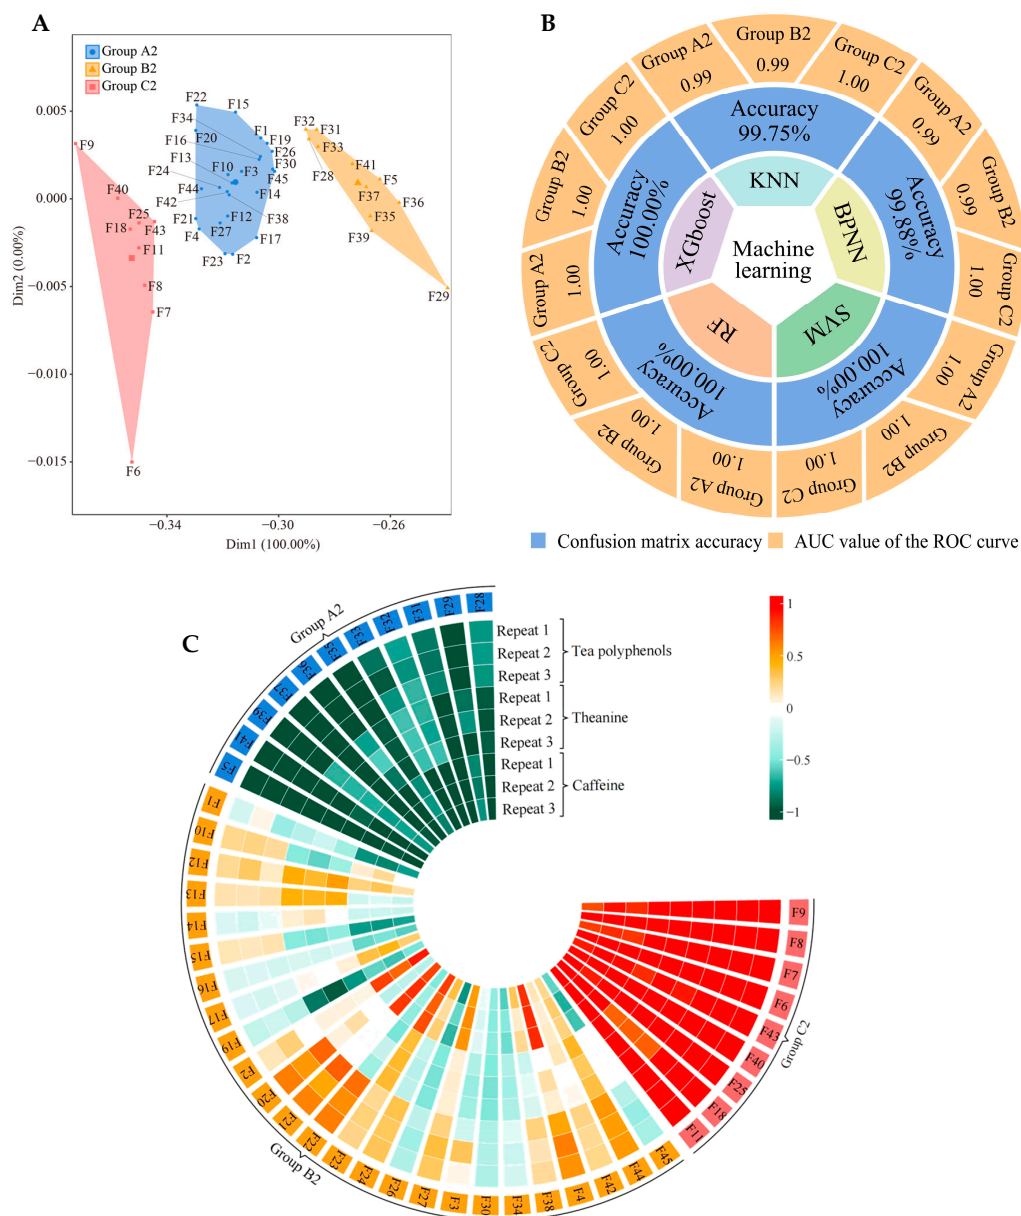 A
Group A2
Group B2
Group C2
0.005
0.000
−0.005
−0.010
−0.015
Dim2 (0.00%)
−0.34
−0.30
−0.26
Dim1 (100.00%)
F9
F40
F25
F18
F43
F11
F8
F7
F6
F22
F15
F34
F1
F16
F20
F19
F13
F26
F10
F3
F30
F24
F45
F44
F14
F42
F21
F12
F38
F4
F27
F17
F23
F2
F32
F31
F33
F41
F28
F5
F37
F36
F35
F39
F29
B
Machine
learning
KNN
BPNN
SVM
RF
XGboost
Accuracy
99.75%
Accuracy
99.88%
Accuracy
100.00%
Accuracy
100.00%
Accuracy
100.00%
Group A2
0.99
Group B2
0.99
Group C2
1.00
Group A2
0.99
Group B2
0.99
Group C2
1.00
Group A2
1.00
Group B2
1.00
Group C2
1.00
Group A2
1.00
Group B2
1.00
Group C2
1.00
Group A2
1.00
Group B2
1.00
Group C2
1.00
Confusion matrix accuracy
AUC value of the ROC curve
C
Group A2
F28
F29
F31
F32
F33
F35
F36
F37
F39
F41
F5
Group B2
F1
F10
F12
F13
F14
F15
F16
F17
F19
F2
F20
F21
F22
F23
F24
F26
F27
F3
F30
F34
F38
F4
F42
F44
F45
Group C2
F11
F18
F25
F40
F43
F6
F7
F8
F9
Repeat 1
Repeat 2
Repeat 3
Tea polyphenols
Repeat 1
Repeat 2
Repeat 3
Theanine
Repeat 1
Repeat 2
Repeat 3
Caffeine
1
0.5
0
−0.5
−1